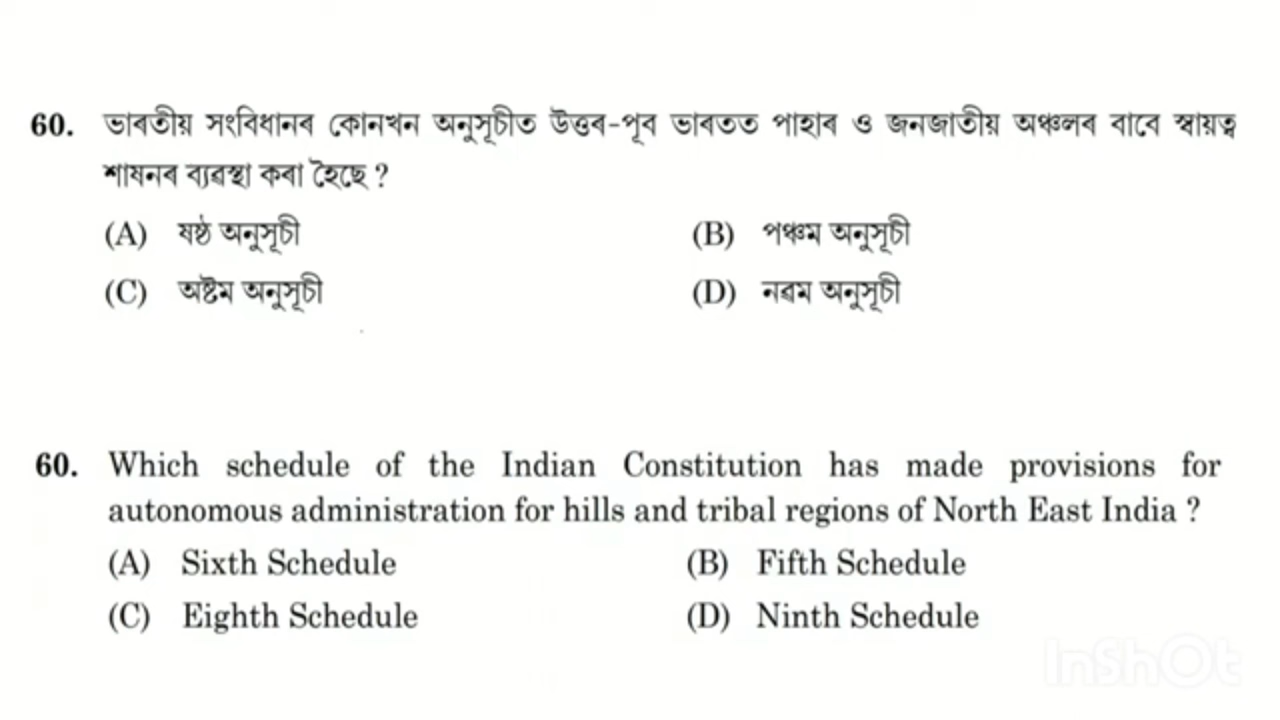 60. ভাৰতীয় সংবিধানৰ কোনখন অনুসূচীত উত্তৰ-পূব ভাৰতত পাহাৰ ও জনজাতীয় অঞ্চলৰ বাবে স্বায়ত্ব
শাষনৰ ব্যৱস্থা কৰা হৈছে ?
(A) ষষ্ঠ অনুসূচী (B) পঞ্চম অনুসূচী
(C) অষ্টম অনুসূচী (D) নৱম অনুসূচী
60. Which schedule of the Indian Constitution has made provisions for
autonomous administration for hills and tribal regions of North East India ?
(A) Sixth Schedule (B) Fifth Schedule
(C) Eighth Schedule (D) Ninth Schedule
InShOt